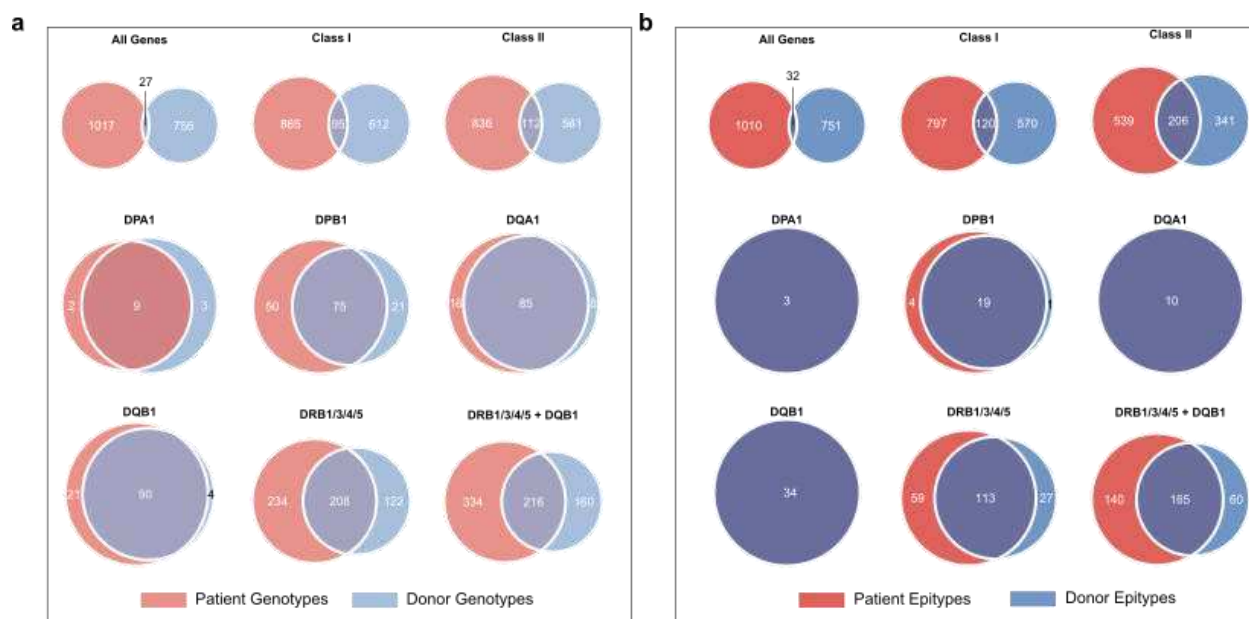 a
All Genes Class I Class II
27
1017 756 865 95 612 836 112 581
DPA1 DPB1 DQA1
9 3 50 75 21 85
DQB1 DRB1/3/4/5 DRB1/3/4/5 + DQB1
21 90 4 234 208 122 334 216 160
Patient Genotypes Donor Genotypes
b
All Genes Class I Class II
32
1010 751 797 120 570 539 206 341
DPA1 DPB1 DQA1
3 4 19 1 10
DQB1 DRB1/3/4/5 DRB1/3/4/5 + DQB1
34 59 113 27 140 165 60
Patient Epitypes Donor Epitypes